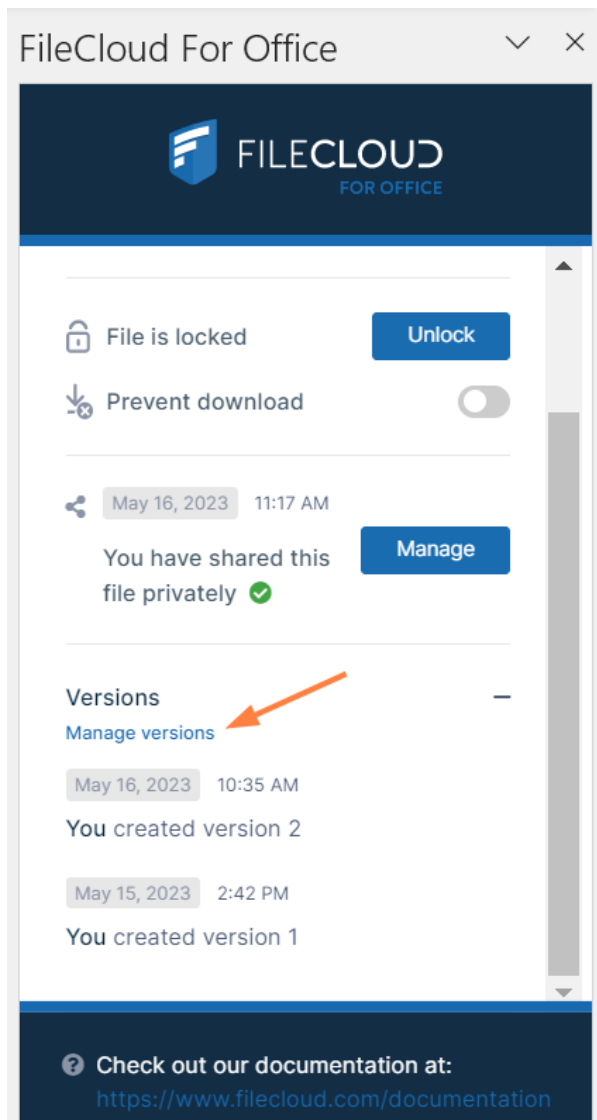 FileCloud For Office
FILECLOUD
FOR OFFICE
File is locked
Unlock
Prevent download
May 16, 2023 11:17 AM
You have shared this
file privately
Manage
Versions
Manage versions
May 16, 2023 10:35 AM
You created version 2
May 15, 2023 2:42 PM
You created version 1
Check out our documentation at:
https://www.filecloud.com/documentation